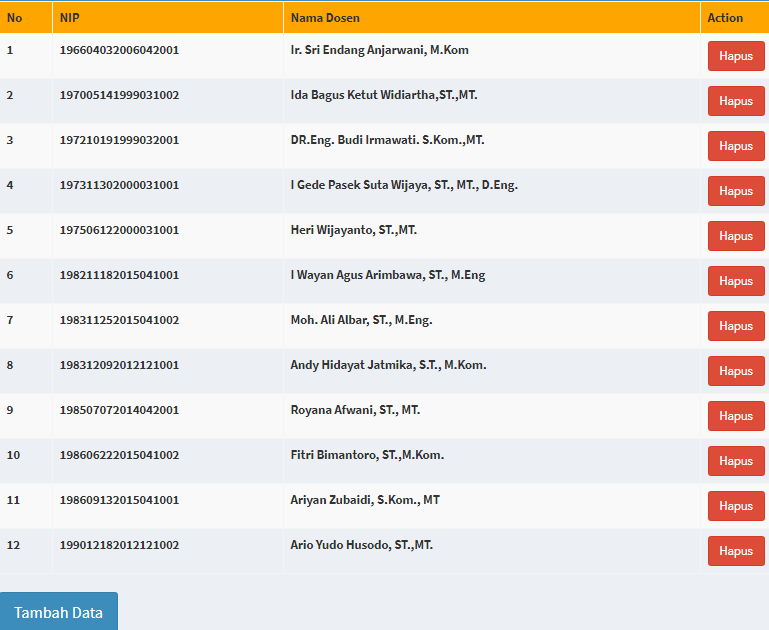 No NIP Nama Dosen Action
1 196604032006042001 Ir. Sri Endang Anjarwani, M.Kom Hapus
2 197005141999031002 Ida Bagus Ketut Widiartha,ST.,MT. Hapus
3 197210191999032001 DR.Eng. Budi Irmawati. S.Kom.,MT. Hapus
4 197311302000031001 I Gede Pasek Suta Wijaya, ST., MT., D.Eng. Hapus
5 197506122000031001 Heri Wijayanto, ST.,MT. Hapus
6 198211182015041001 I Wayan Agus Arimbawa, ST., M.Eng Hapus
7 198311252015041002 Moh. Ali Albar, ST., M.Eng. Hapus
8 198312092012121001 Andy Hidayat Jatmika, S.T., M.Kom. Hapus
9 198507072014042001 Royana Afwani, ST., MT. Hapus
10 198606222015041002 Fitri Bimantoro, ST.,M.Kom. Hapus
11 198609132015041001 Ariyan Zubaidi, S.Kom., MT Hapus
12 199012182012121002 Ario Yudo Husodo, ST.,MT. Hapus
Tambah Data